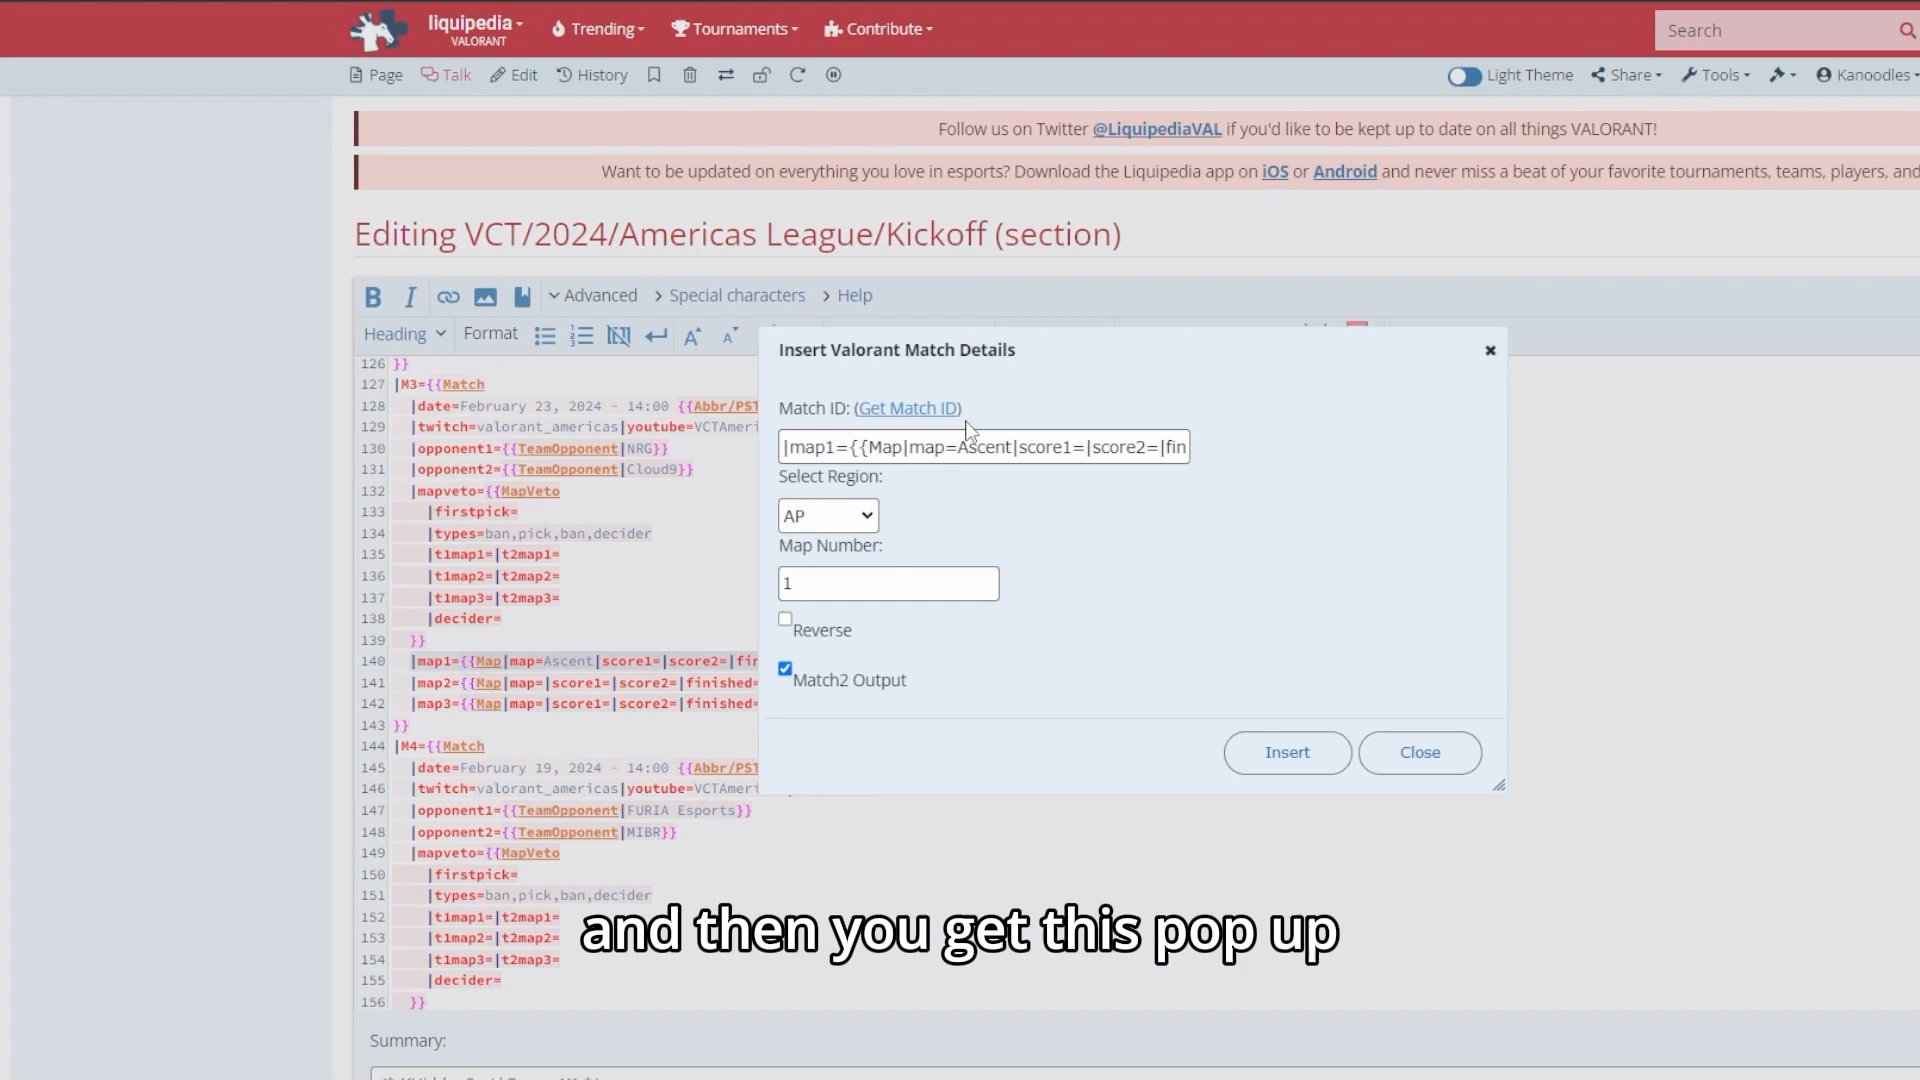 liquipedia
VALORANT
Trending
Tournaments
Contribute
Search
Page
Talk
Edit
History
Light Theme
Share
Tools
Kanoodles
Follow us on Twitter @LiquipediaVAL if you'd like to be kept up to date on all things VALORANT!
Want to be updated on everything you love in esports? Download the Liquipedia app on iOS or Android and never miss a beat of your favorite tournaments, teams, players, and
Editing VCT/2024/Americas League/Kickoff (section)
B I Advanced Special characters Help
Heading Format A A
126 }}
127 |M3={{Match
128 |date=February 23, 2024 - 14:00 {{Abbr/PST
129 |twitch=valorant_americas|youtube=VCTAmeri
130 |opponent1={{TeamOpponent|NRG}}
131 |opponent2={{TeamOpponent|Cloud9}}
132 |mapveto={{MapVeto
133 |firstpick=
134 |types=ban,pick,ban,decider
135 |t1map1=|t2map1=
136 |t1map2=|t2map2=
137 |t1map3=|t2map3=
138 |decider=
139 }}
140 |map1={{Map|map=Ascent|score1=|score2=|fin
141 |map2={{Map|map=|score1=|score2=|finished=
142 |map3={{Map|map=|score1=|score2=|finished=
143 }}
144 |M4={{Match
145 |date=February 19, 2024 - 14:00 {{Abbr/PST
146 |twitch=valorant_americas|youtube=VCTAmeri
147 |opponent1={{TeamOpponent|FURIA Esports}}
148 |opponent2={{TeamOpponent|MIBR}}
149 |mapveto={{MapVeto
150 |firstpick=
151 |types=ban,pick,ban,decider
152 |t1map1=|t2map1=
153 |t1map2=|t2map2=
154 |t1map3=|t2map3=
155 |decider=
156 }}
Insert Valorant Match Details
Match ID: (Get Match ID)
|map1={{Map|map=Ascent|score1=|score2=|fin
Select Region:
AP
Map Number:
1
Reverse
Match2 Output
Insert
Close
and then you get this pop up
Summary: